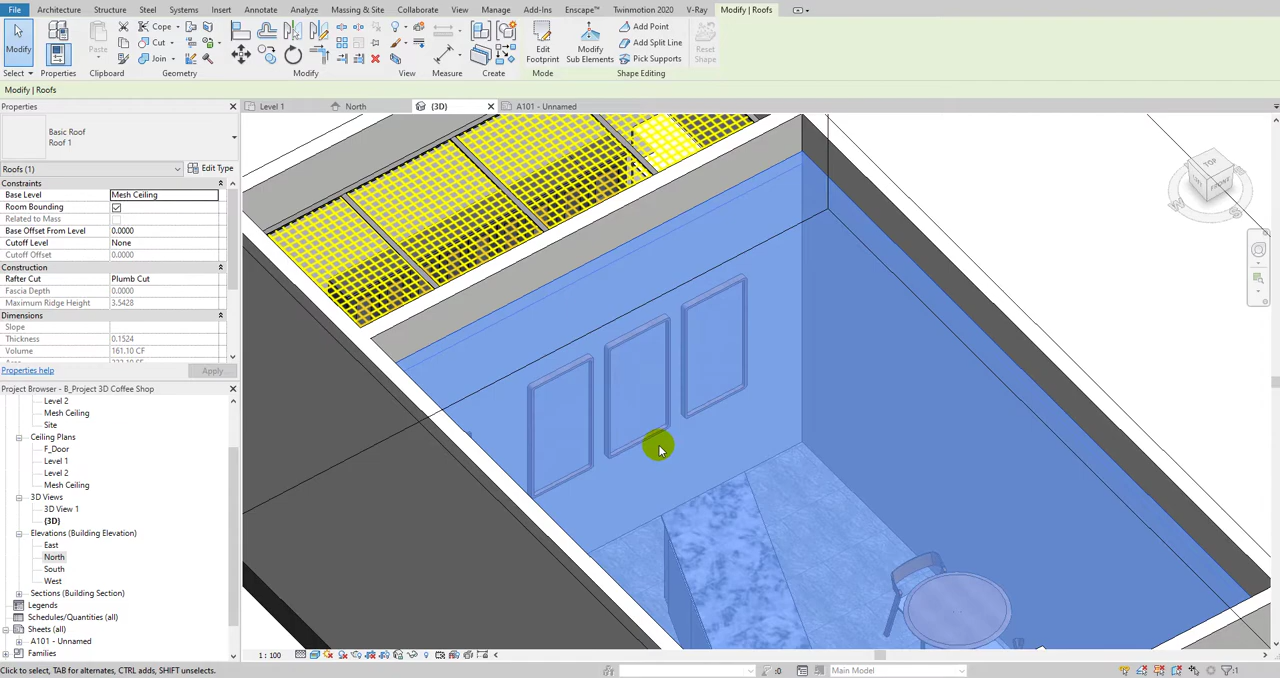 File Architecture Structure Steel Systems Insert Annotate Analyze Massing & Site Collaborate View Manage Add-Ins Enscape™ Twinmotion 2020 V-Ray Modify | Roofs
Modify Paste Cope Cut Join Edit Footprint Modify Sub Elements Add Point Add Split Line Pick Supports Reset Shape
Select Properties Clipboard Geometry Modify View Measure Create Mode Shape Editing
Modify | Roofs
Properties
Level 1 North (3D) A101 - Unnamed
Basic Roof
Roof 1
Roofs (1) Edit Type
Constraints
Base Level Mesh Ceiling
Room Bounding
Related to Mass
Base Offset From Level 0.0000
Cutoff Level None
Cutoff Offset 0.0000
Construction
Rafter Cut Plumb Cut
Fascia Depth 0.0000
Maximum Ridge Height 3.5428
Dimensions
Slope
Thickness 0.1524
Volume 161.10 CF
Properties help Apply
Project Browser - B_Project 3D Coffee Shop
Level 2
Mesh Ceiling
Site
Ceiling Plans
F_Door
Level 1
Level 2
Mesh Ceiling
3D Views
3D View 1
(3D)
Elevations (Building Elevation)
East
North
South
West
Sections (Building Section)
Legends
Schedules/Quantities (all)
Sheets (all)
A101 - Unnamed
Families
TOP
LEFT FRONT
W S
1 : 100
Click to select, TAB for alternates, CTRL adds, SHIFT unselects.
:0 Main Model :1